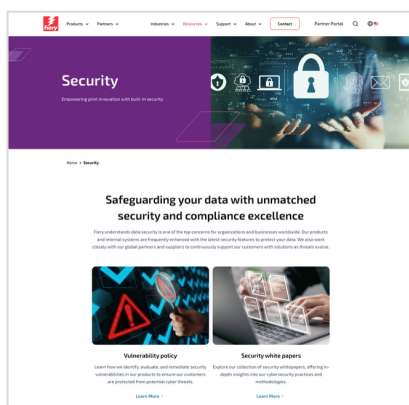 fiery
Products
Partners
Industries
Resources
Support
About
Contact
Partner Portal
Security
Empowering print innovation with built-in security
Home > Security
Safeguarding your data with unmatched
security and compliance excellence
Fiery understands data security is one of the top concerns for organizations and businesses worldwide. Our products
and internal systems are frequently enhanced with the latest security features to protect your data. We also work
closely with our global partners and suppliers to continuously support our customers with solutions as threats evolve.
Vulnerability policy
Learn how we identify, evaluate, and remediate security
vulnerabilities in our products to ensure our customers
are protected from potential cyber threats.
Learn More ›
Security white papers
Explore our collection of security whitepapers, offering in-
depth insights into our cybersecurity practices and
methodologies.
Learn More ›